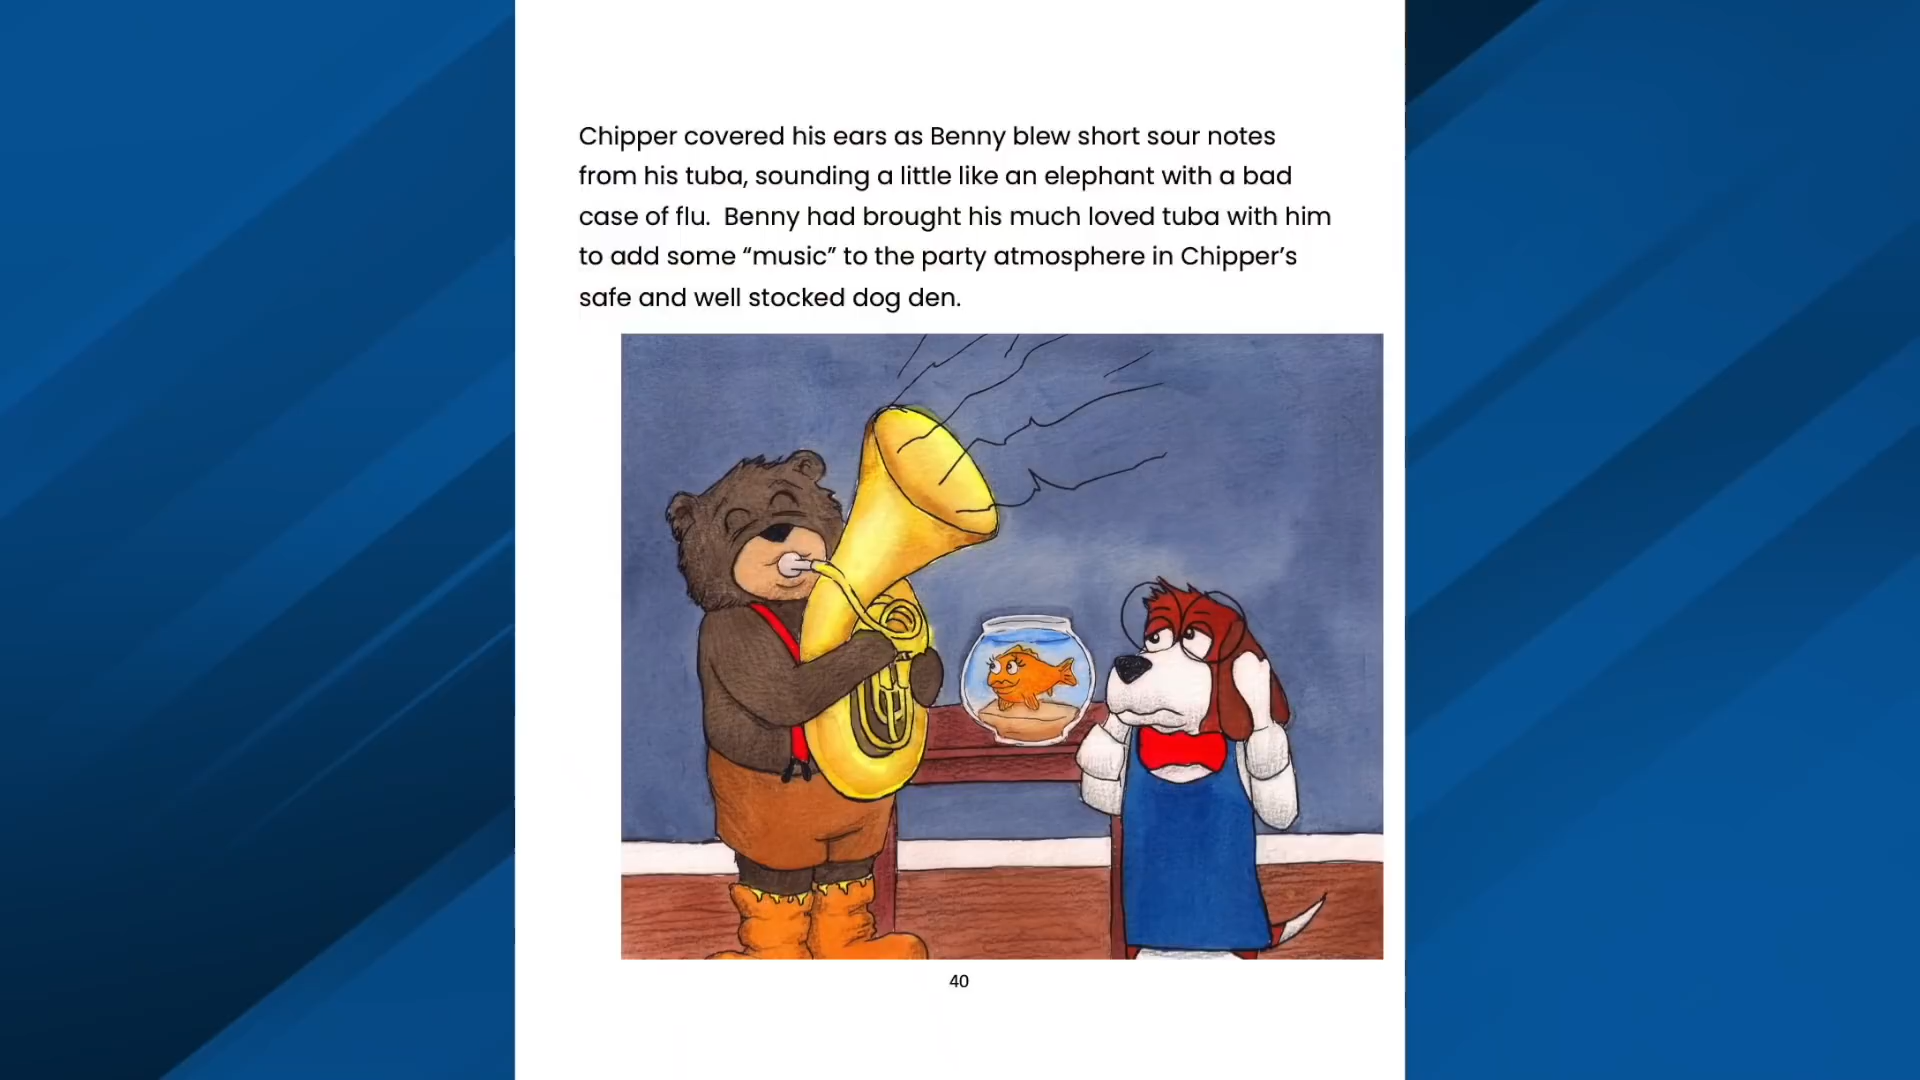 Chipper covered his ears as Benny blew short sour notes
from his tuba, sounding a little like an elephant with a bad
case of flu.  Benny had brought his much loved tuba with him
to add some “music” to the party atmosphere in Chipper’s
safe and well stocked dog den.
40